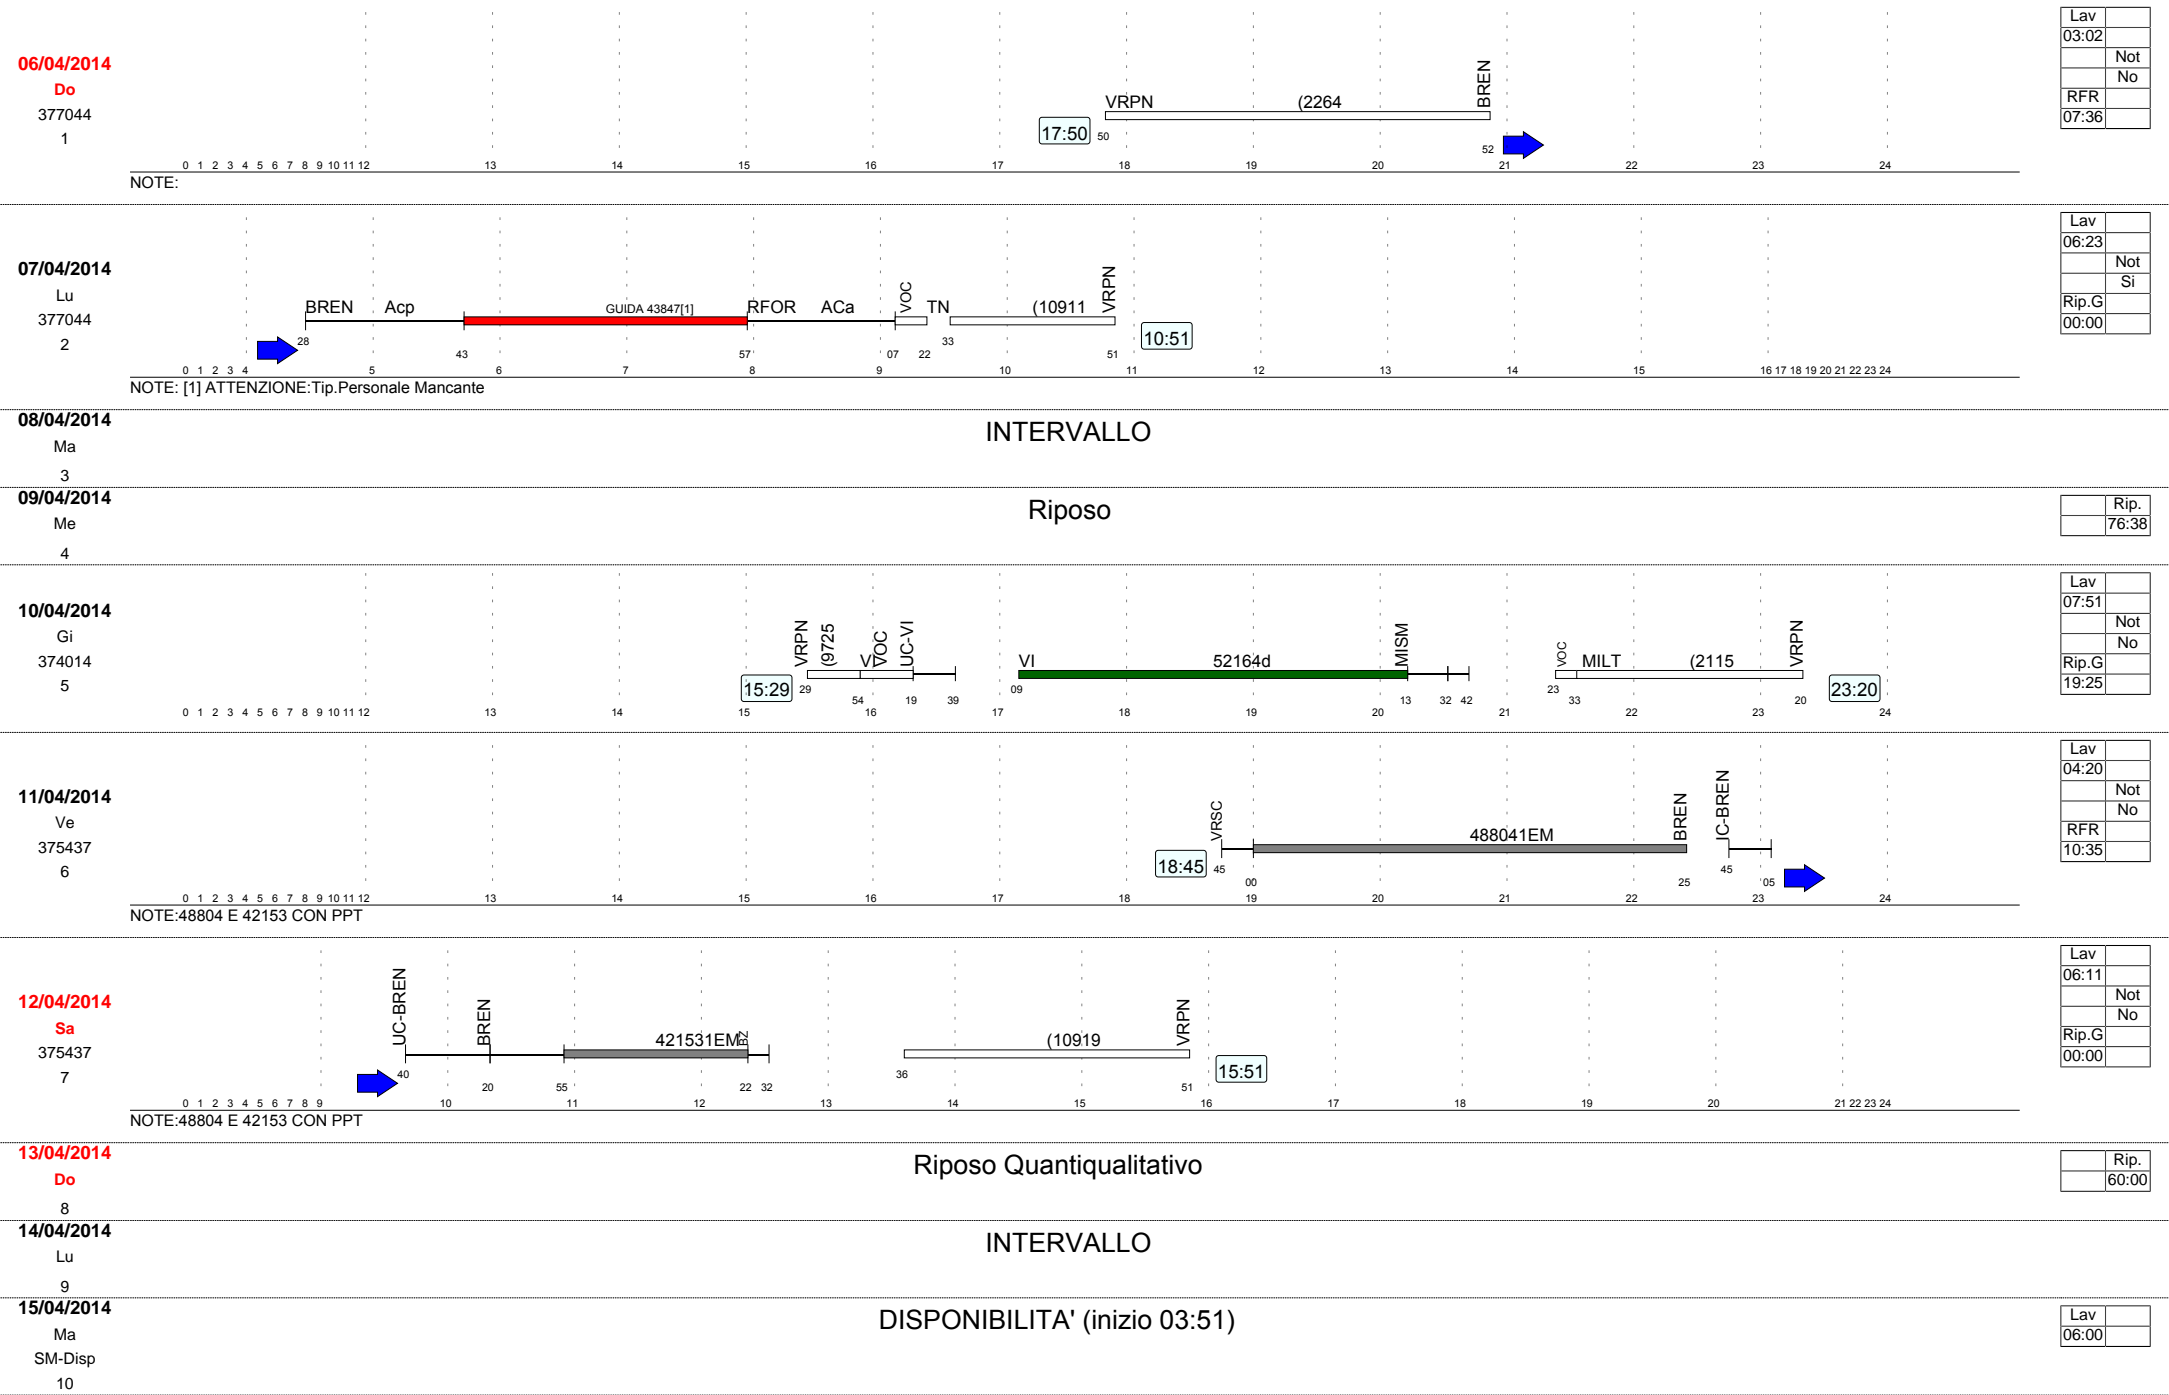 Lav
03:02
Not
No
RFR
07:36
06/04/2014
Do
377044
1
VRPN (2264 BREN
17:50 50 52
0 1 2 3 4 5 6 7 8 9 10 11 12 13 14 15 16 17 18 19 20 21 22 23 24
NOTE:
Lav
06:23
Not
Si
Rip.G
00:00
07/04/2014
Lu
377044
2
BREN Acp GUIDA 43847[1] RFOR ACa VOC TN (10911 VRPN
28 43 57 07 22 33 51 10:51
0 1 2 3 4 5 6 7 8 9 10 11 12 13 14 15 16 17 18 19 20 21 22 23 24
NOTE: [1] ATTENZIONE:Tip.Personale Mancante
08/04/2014
Ma
3
INTERVALLO
09/04/2014
Me
4
Riposo
Rip.
76:38
Lav
07:51
Not
No
Rip.G
19:25
10/04/2014
Gi
374014
5
VRPN (9725 VI VOC UC-VI VI 52164d MISM VOC MILT (2115 VRPN
15:29 29 54 19 39 09 13 32 42 23 33 20 23:20
0 1 2 3 4 5 6 7 8 9 10 11 12 13 14 15 16 17 18 19 20 21 22 23 24
Lav
04:20
Not
No
RFR
10:35
11/04/2014
Ve
375437
6
VRSC 488041EM BREN IC-BREN
18:45 45 00 25 45 05
0 1 2 3 4 5 6 7 8 9 10 11 12 13 14 15 16 17 18 19 20 21 22 23 24
NOTE:48804 E 42153 CON PPT
Lav
06:11
Not
No
Rip.G
00:00
12/04/2014
Sa
375437
7
UC-BREN BREN 421531EM BZ (10919 VRPN
40 20 55 22 32 36 51 15:51
0 1 2 3 4 5 6 7 8 9 10 11 12 13 14 15 16 17 18 19 20 21 22 23 24
NOTE:48804 E 42153 CON PPT
13/04/2014
Do
8
Riposo Quantiqualitativo
Rip.
60:00
14/04/2014
Lu
9
INTERVALLO
15/04/2014
Ma
SM-Disp
10
DISPONIBILITA' (inizio 03:51)
Lav
06:00